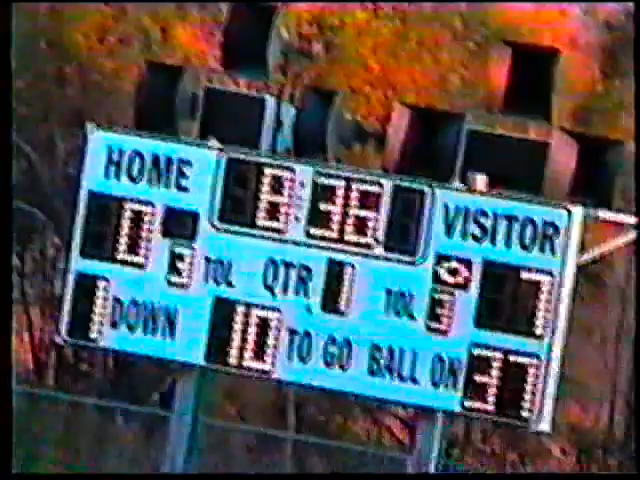 HOME 8:36 VISITOR
0 3 TOL QTR 1 TOL 3 7
1 DOWN 10 TO GO BALL ON 37